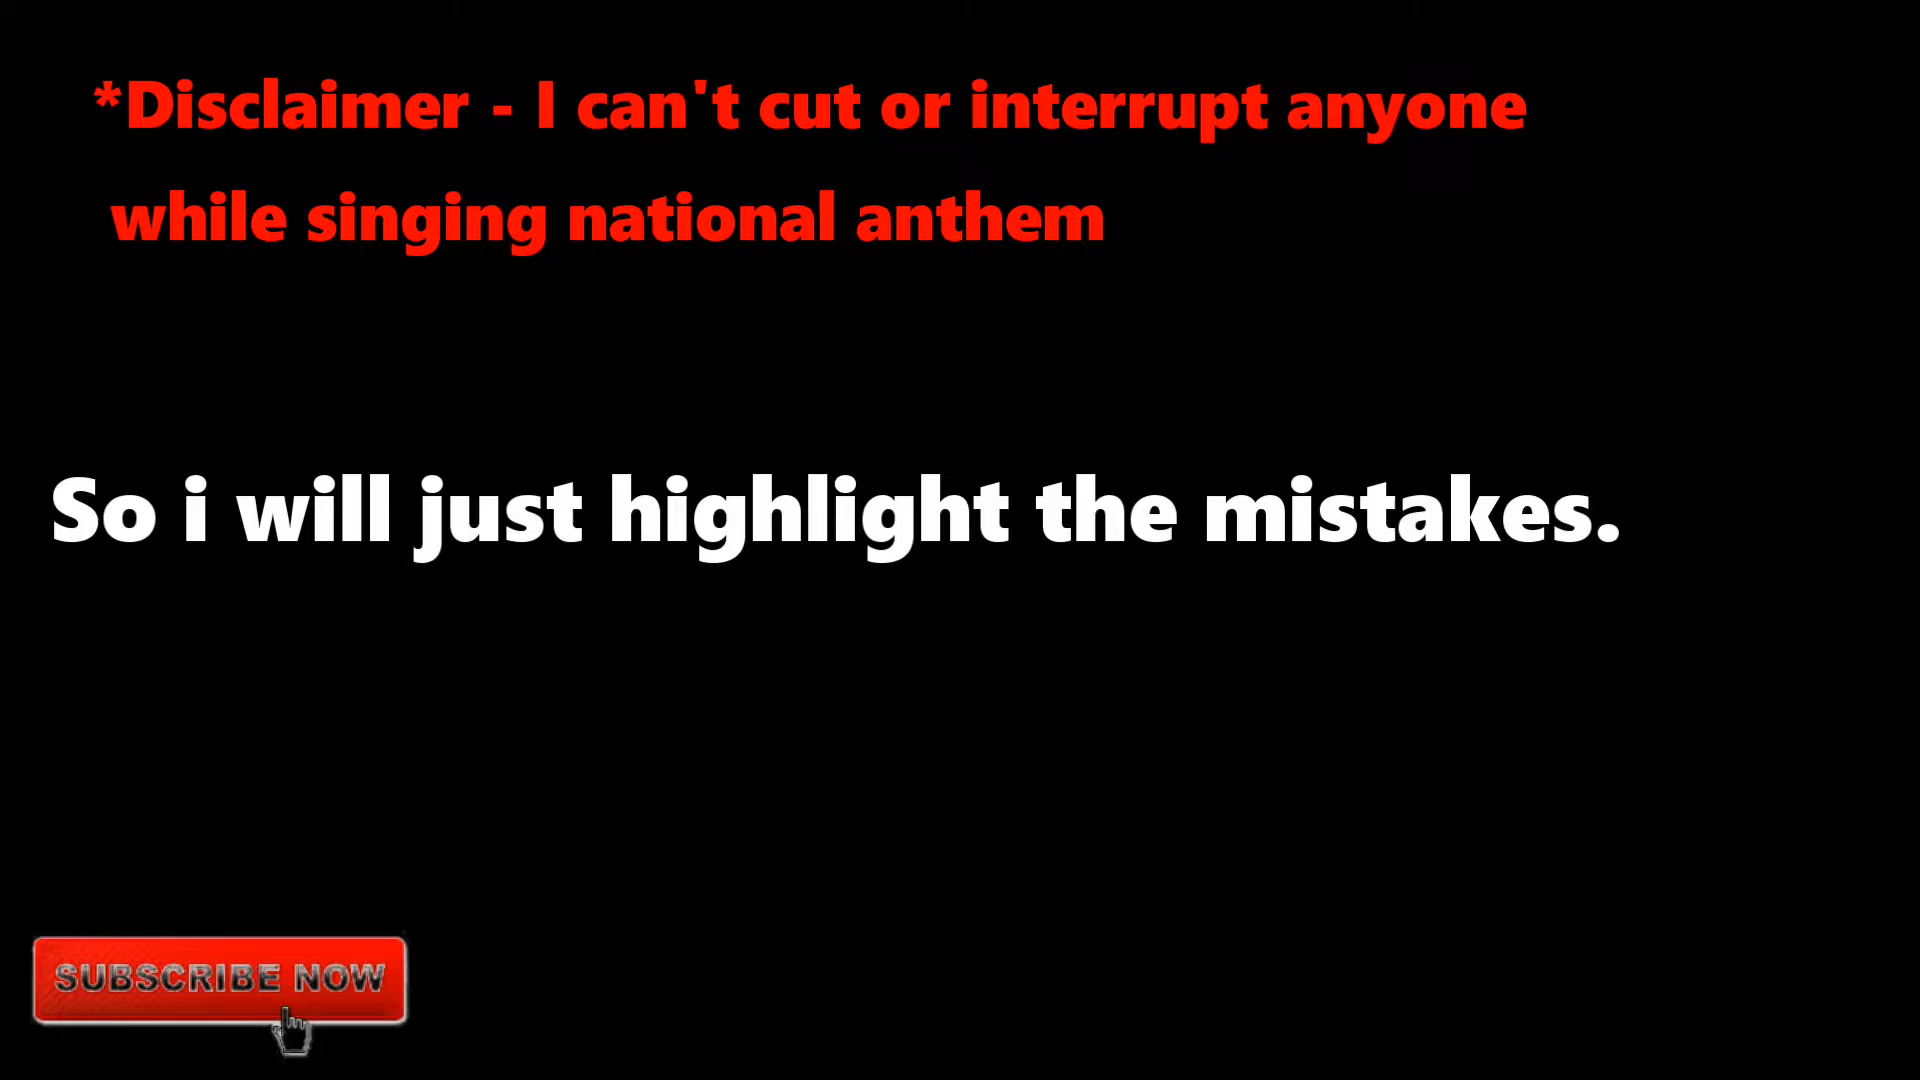 *Disclaimer - I can't cut or interrupt anyone
while singing national anthem
So i will just highlight the mistakes.
SUBSCRIBE NOW